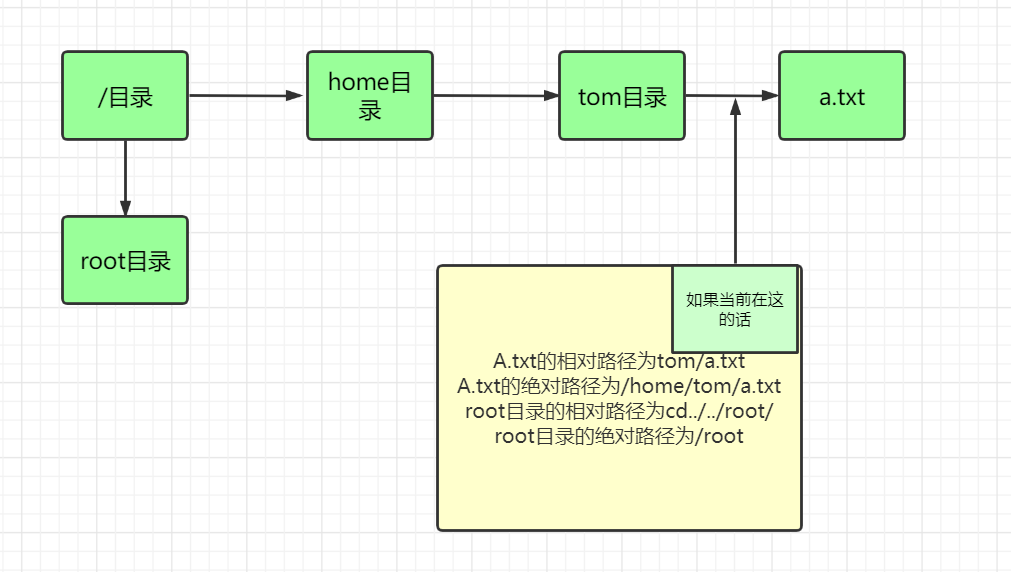 /目录
home目
录
tom目录
a.txt
root目录
如果当前在这
的话
A.txt的相对路径为tom/a.txt
A.txt的绝对路径为/home/tom/a.txt
root目录的相对路径为cd../../root/
root目录的绝对路径为/root